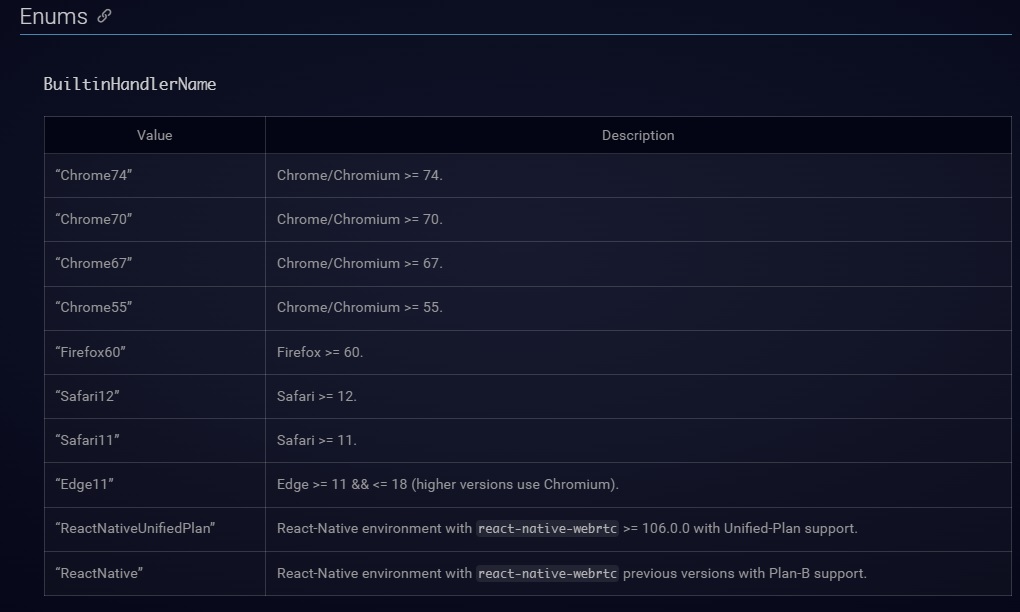 Enums
BuiltinHandlerName
Value Description
“Chrome74” Chrome/Chromium >= 74.
“Chrome70” Chrome/Chromium >= 70.
“Chrome67” Chrome/Chromium >= 67.
“Chrome55” Chrome/Chromium >= 55.
“Firefox60” Firefox >= 60.
“Safari12” Safari >= 12.
“Safari11” Safari >= 11.
“Edge11” Edge >= 11 && <= 18 (higher versions use Chromium).
“ReactNativeUnifiedPlan” React-Native environment with react-native-webrtc >= 106.0.0 with Unified-Plan support.
“ReactNative” React-Native environment with react-native-webrtc previous versions with Plan-B support.